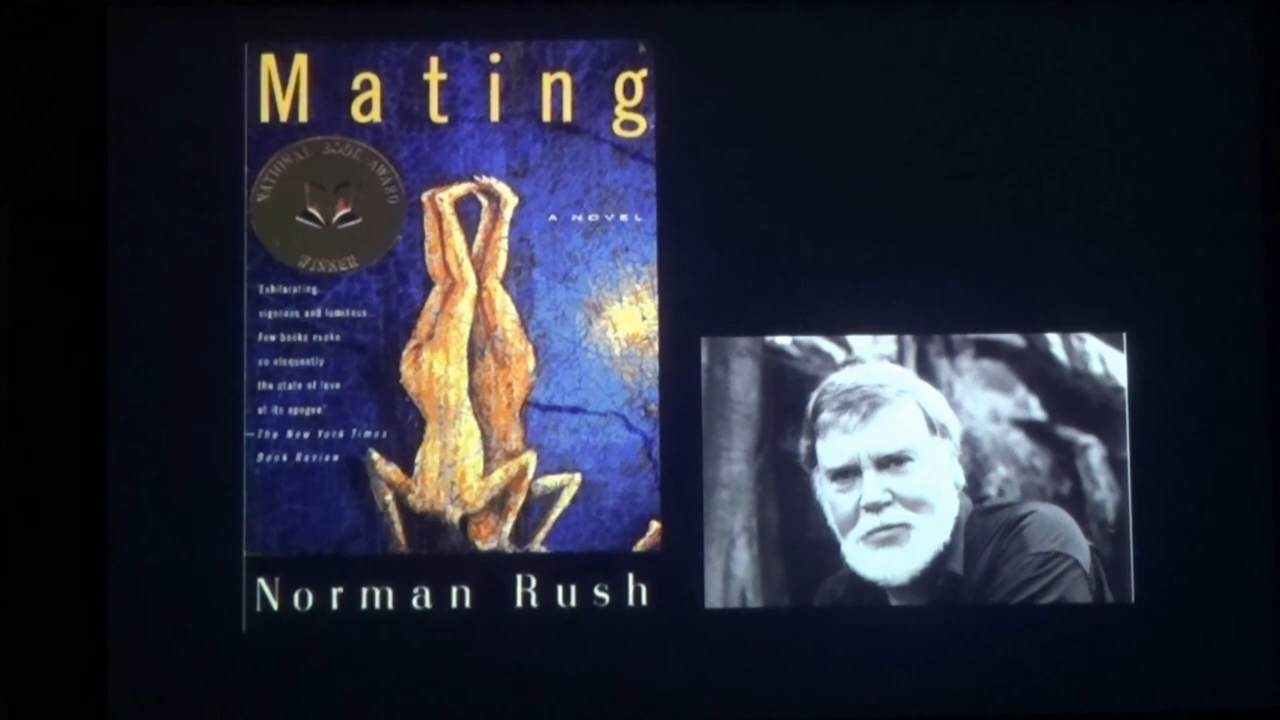 Mating
NATIONAL BOOK AWARD
WINNER
A NOVEL
"Exhilarating,
vigorous and luminous...
Few books evoke
so eloquently
the state of love
at its apogee"
—The New York Times
Book Review
Norman Rush